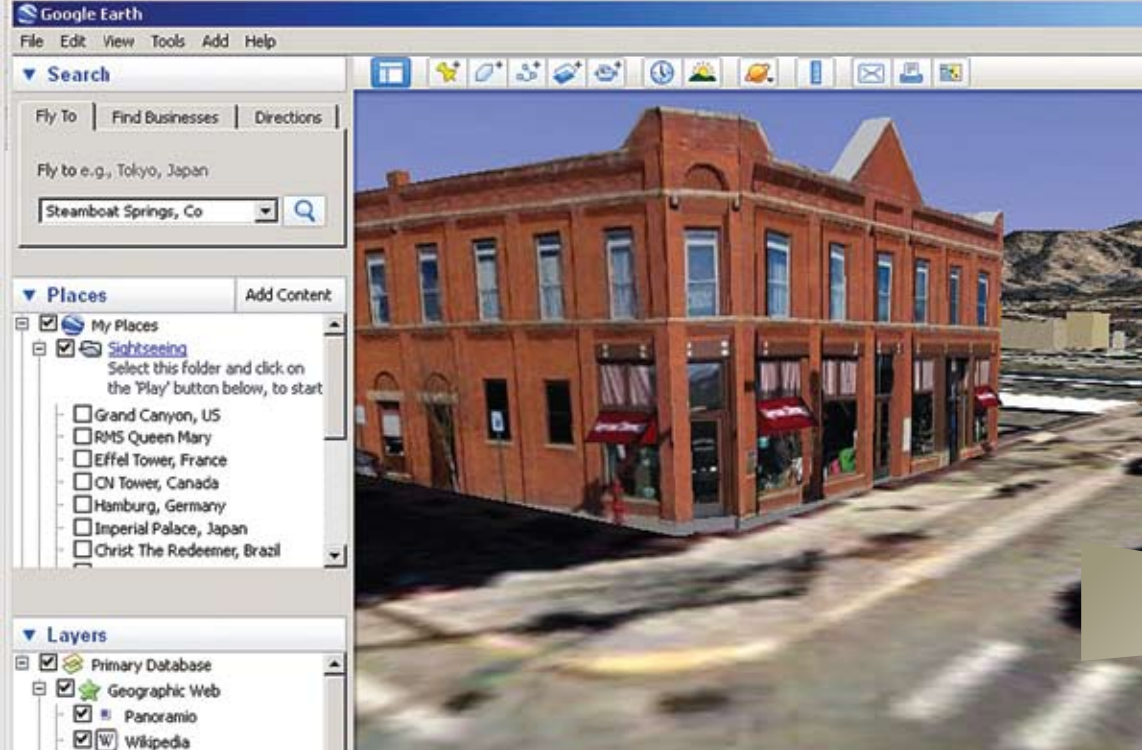 Google Earth
File Edit View Tools Add Help
Search
Fly To Find Businesses Directions
Fly to e.g., Tokyo, Japan
Steamboat Springs, Co
Places Add Content
My Places
Sightseeing
Select this folder and click on
the 'Play' button below, to start
Grand Canyon, US
RMS Queen Mary
Eiffel Tower, France
CN Tower, Canada
Hamburg, Germany
Imperial Palace, Japan
Christ The Redeemer, Brazil
Layers
Primary Database
Geographic Web
Panoramio
W Wikipedia